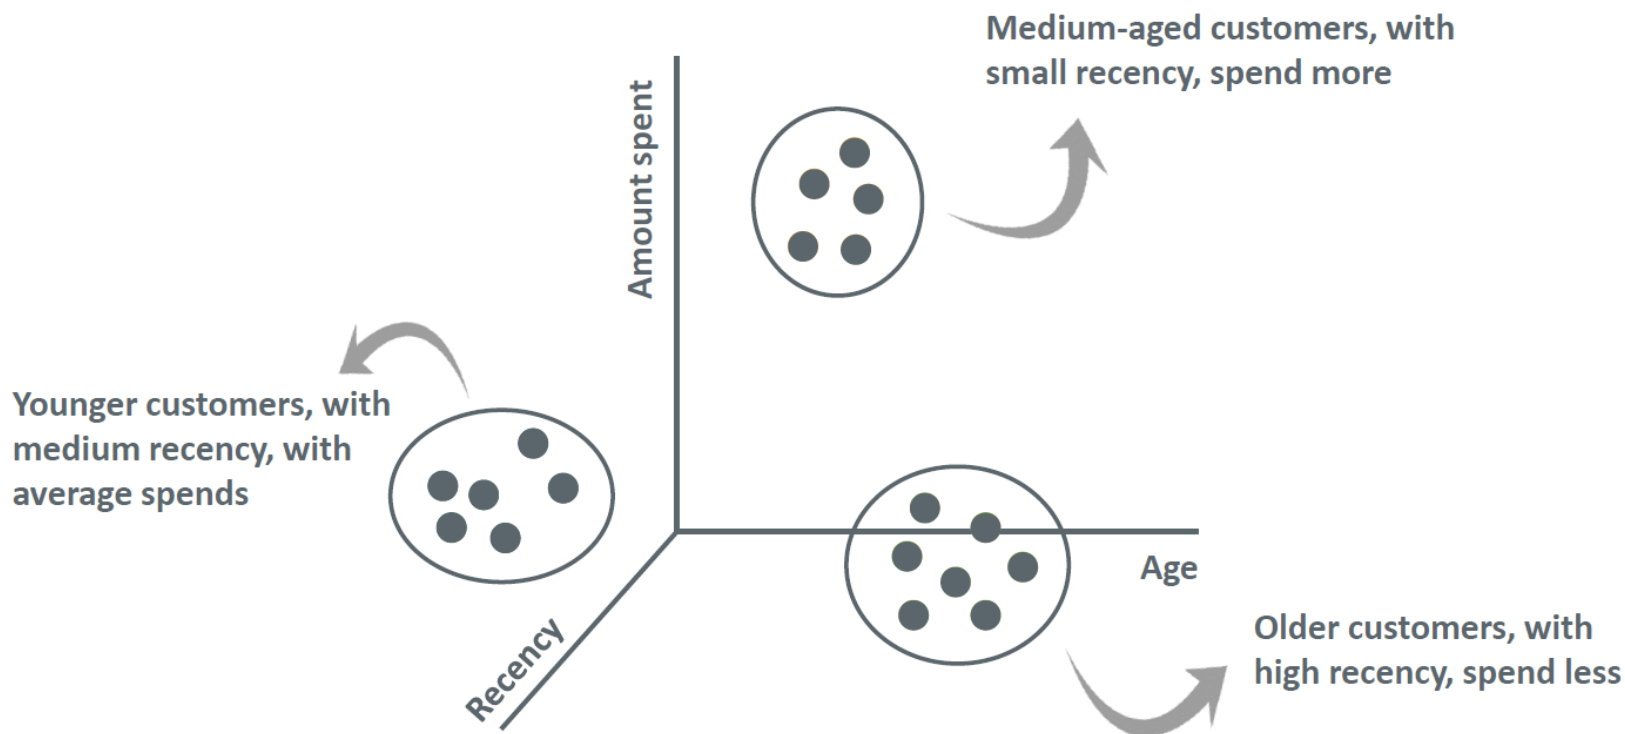 Medium-aged customers, with
small recency, spend more
Amount spent
Younger customers, with
medium recency, with
average spends
Age
Recency
Older customers, with
high recency, spend less